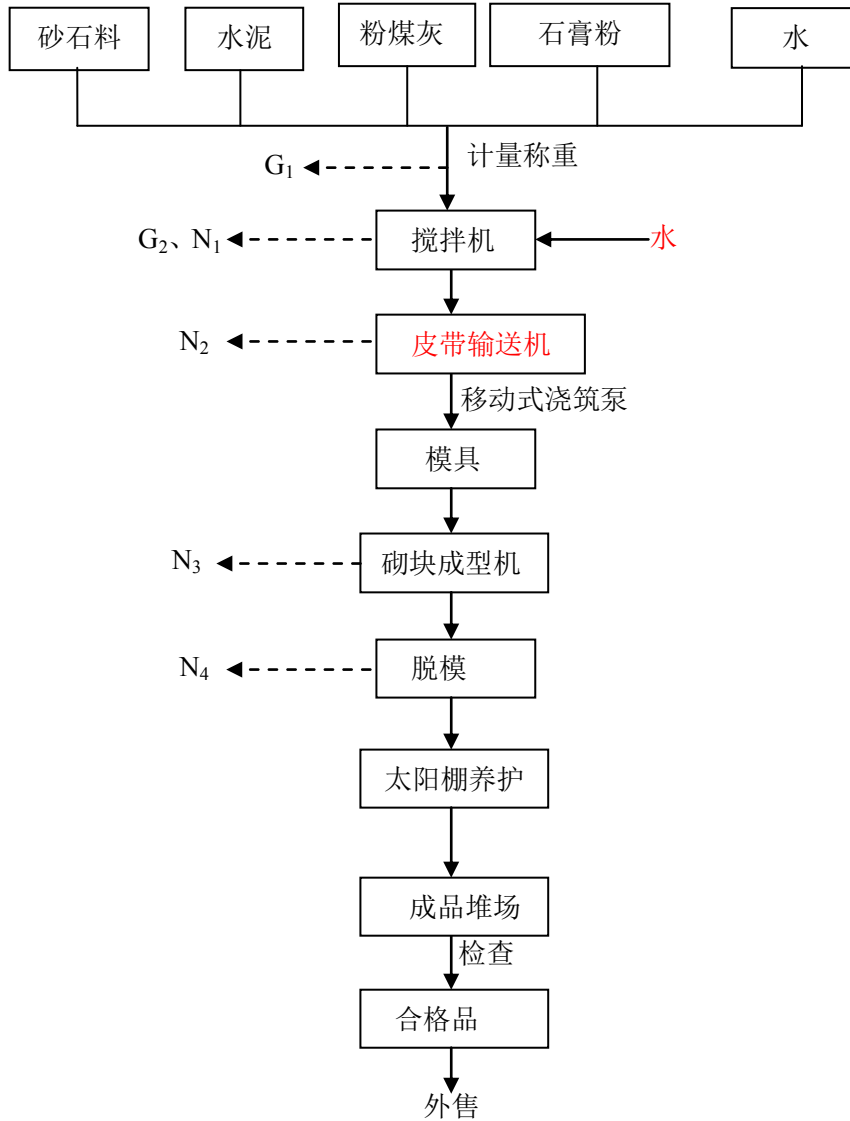 砂石料
水泥
粉煤灰
石膏粉
水
计量称重
G₁
G₂、N₁
搅拌机
水
N₂
皮带输送机
移动式浇筑泵
模具
N₃
砌块成型机
N₄
脱模
太阳棚养护
成品堆场
检查
合格品
外售